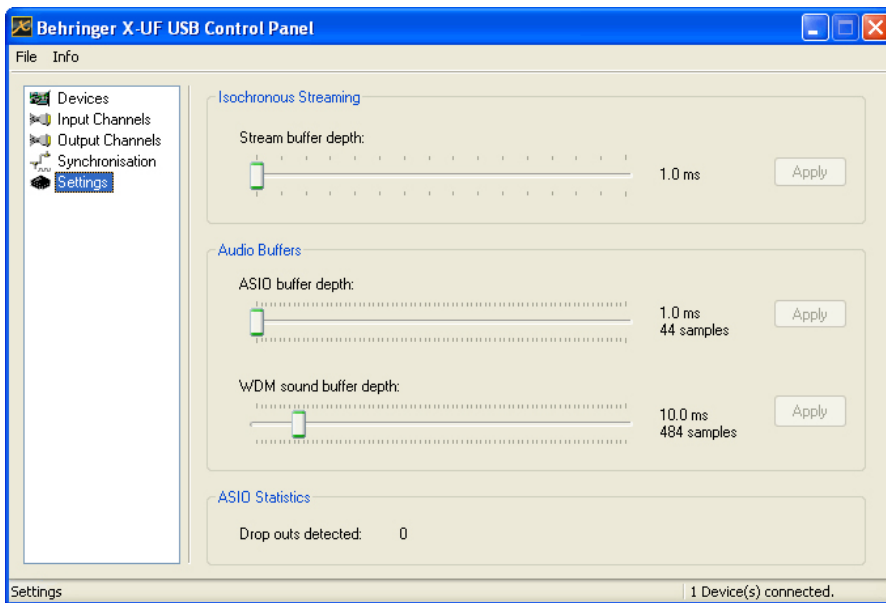 Behringer X-UF USB Control Panel
File Info
Devices
Input Channels
Output Channels
Synchronisation
Settings
Isochronous Streaming
Stream buffer depth:
1.0 ms
Apply
Audio Buffers
ASIO buffer depth:
1.0 ms
44 samples
Apply
WDM sound buffer depth:
10.0 ms
484 samples
Apply
ASIO Statistics
Drop outs detected: 0
Settings
1 Device(s) connected.